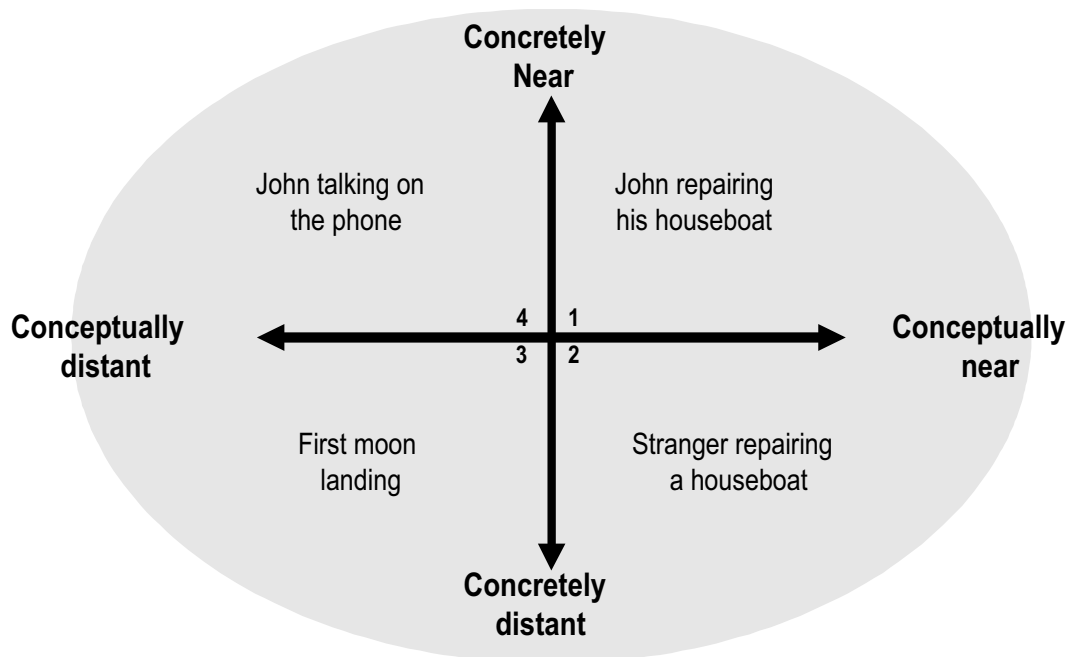 Concretely
Near
John talking on
the phone
John repairing
his houseboat
4 1
Conceptually
distant
Conceptually
near
3 2
First moon
landing
Stranger repairing
a houseboat
Concretely
distant